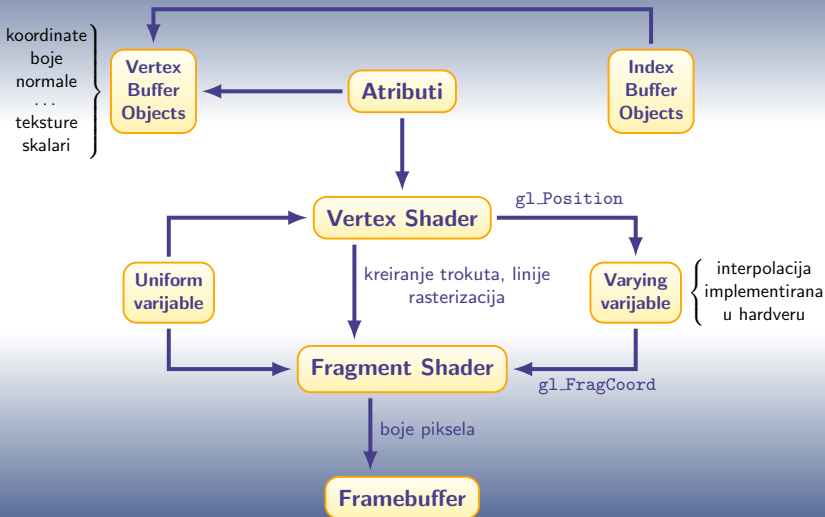 koordinate
boje
normale
...
teksture
skalari
Vertex
Buffer
Objects
Atributi
Index
Buffer
Objects
Vertex Shader
gl_Position
Uniform
varijable
kreiranje trokuta, linije
rasterizacija
Varying
varijable
interpolacija
implementirana
u hardveru
Fragment Shader
gl_FragCoord
boje piksela
Framebuffer